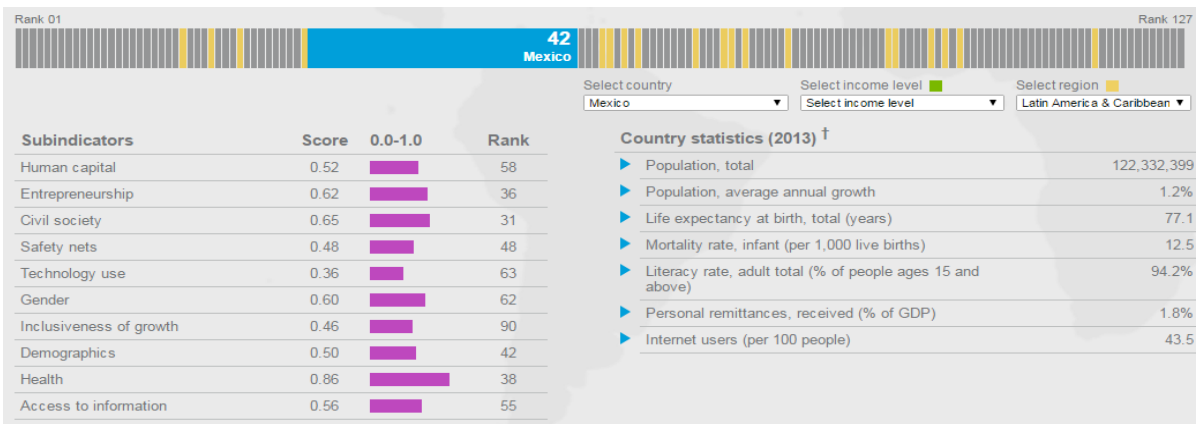 Rank 01 Rank 127
42
Mexico
Select country Select income level Select region
Mexico Select income level Latin America & Caribbean
Subindicators Score 0.0-1.0 Rank
Human capital 0.52 58
Entrepreneurship 0.62 36
Civil society 0.65 31
Safety nets 0.48 48
Technology use 0.36 63
Gender 0.60 62
Inclusiveness of growth 0.46 90
Demographics 0.50 42
Health 0.86 38
Access to information 0.56 55
Country statistics (2013) †
Population, total 122,332,399
Population, average annual growth 1.2%
Life expectancy at birth, total (years) 77.1
Mortality rate, infant (per 1,000 live births) 12.5
Literacy rate, adult total (% of people ages 15 and 94.2%
above)
Personal remittances, received (% of GDP) 1.8%
Internet users (per 100 people) 43.5